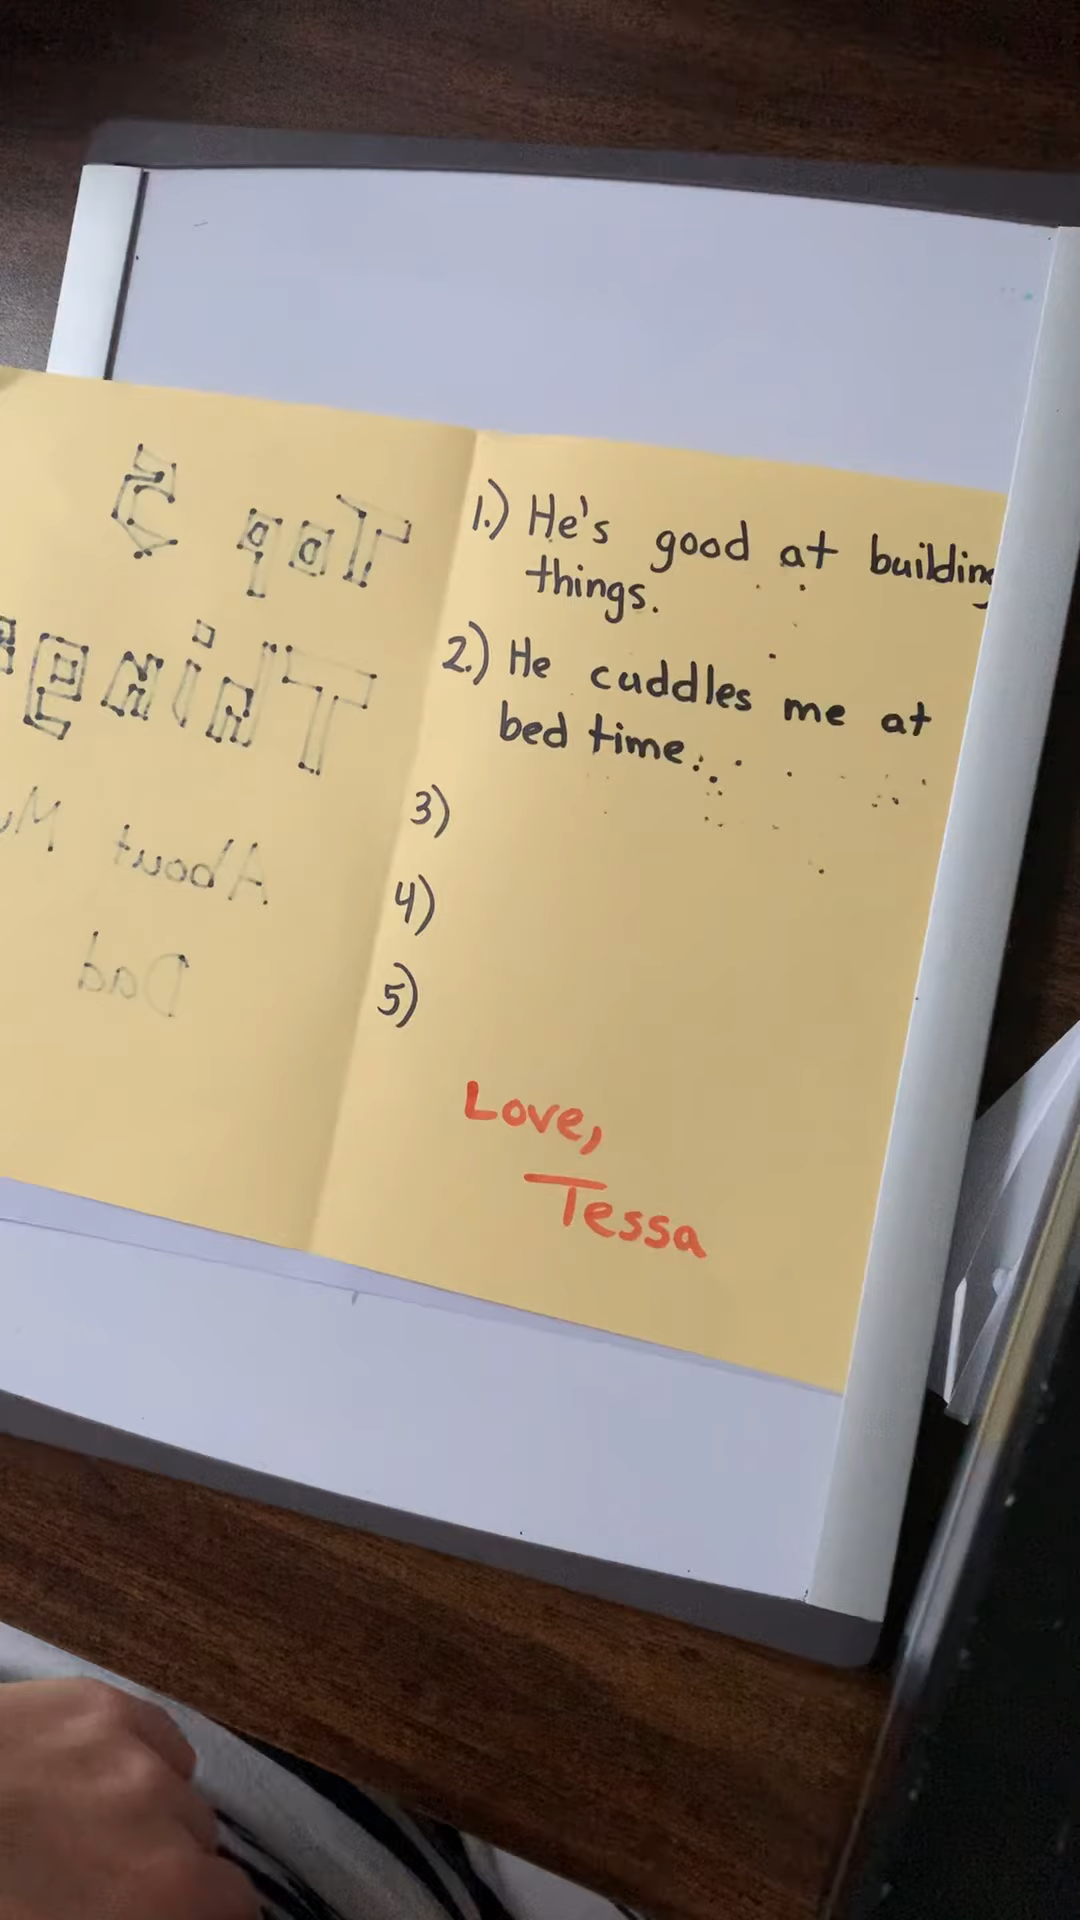 Top 5
Things
About My
Dad
1.) He's good at building
things.
2.) He cuddles me at
bed time.
3)
4)
5)
Love,
Tessa